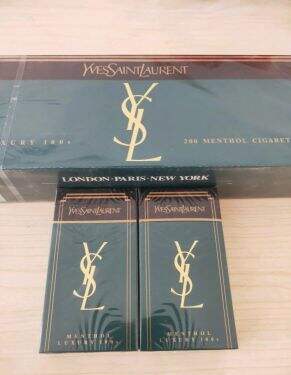 YVESSAINTLAURENT
YSL
LUXURY 100s
200 MENTHOL CIGARET
LONDON·PARIS·NEW YORK
YVESSAINTLAURENT
YSL
MENTHOL
LUXURY 100s
YVESSAINTLAURENT
YSL
MENTHOL
LUXURY 100s